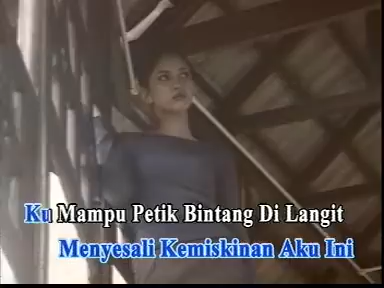 Ku Mampu Petik Bintang Di Langit
Menyesali Kemiskinan Aku Ini